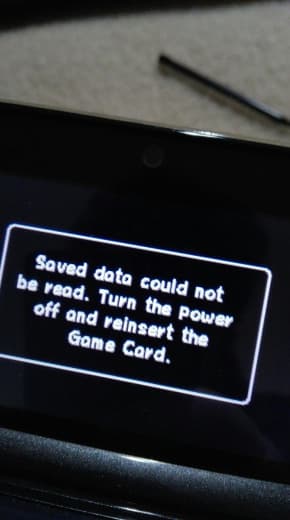 Saved data could not
be read. Turn the power
off and reinsert the
Game Card.